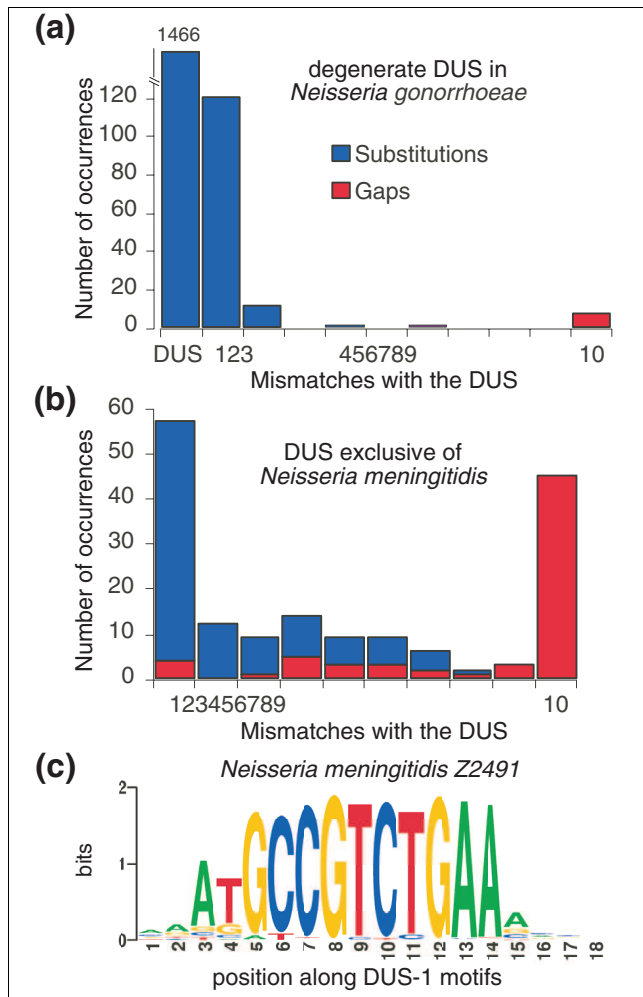 (a)
1466
degenerate DUS in
Neisseria gonorrhoeae
Substitutions
Gaps
Number of occurrences
120
100
80
60
40
20
0
DUS 123 456789 10
Mismatches with the DUS
(b)
DUS exclusive of
Neisseria meningitidis
Number of occurrences
60
50
40
30
20
10
0
123456789 10
Mismatches with the DUS
(c)
Neisseria meningitidis Z2491
bits
2
1
0
ATGCCGTCTGAAA
1 2 3 4 5 6 7 8 9 10 11 12 13 14 15 16 17 18
position along DUS-1 motifs